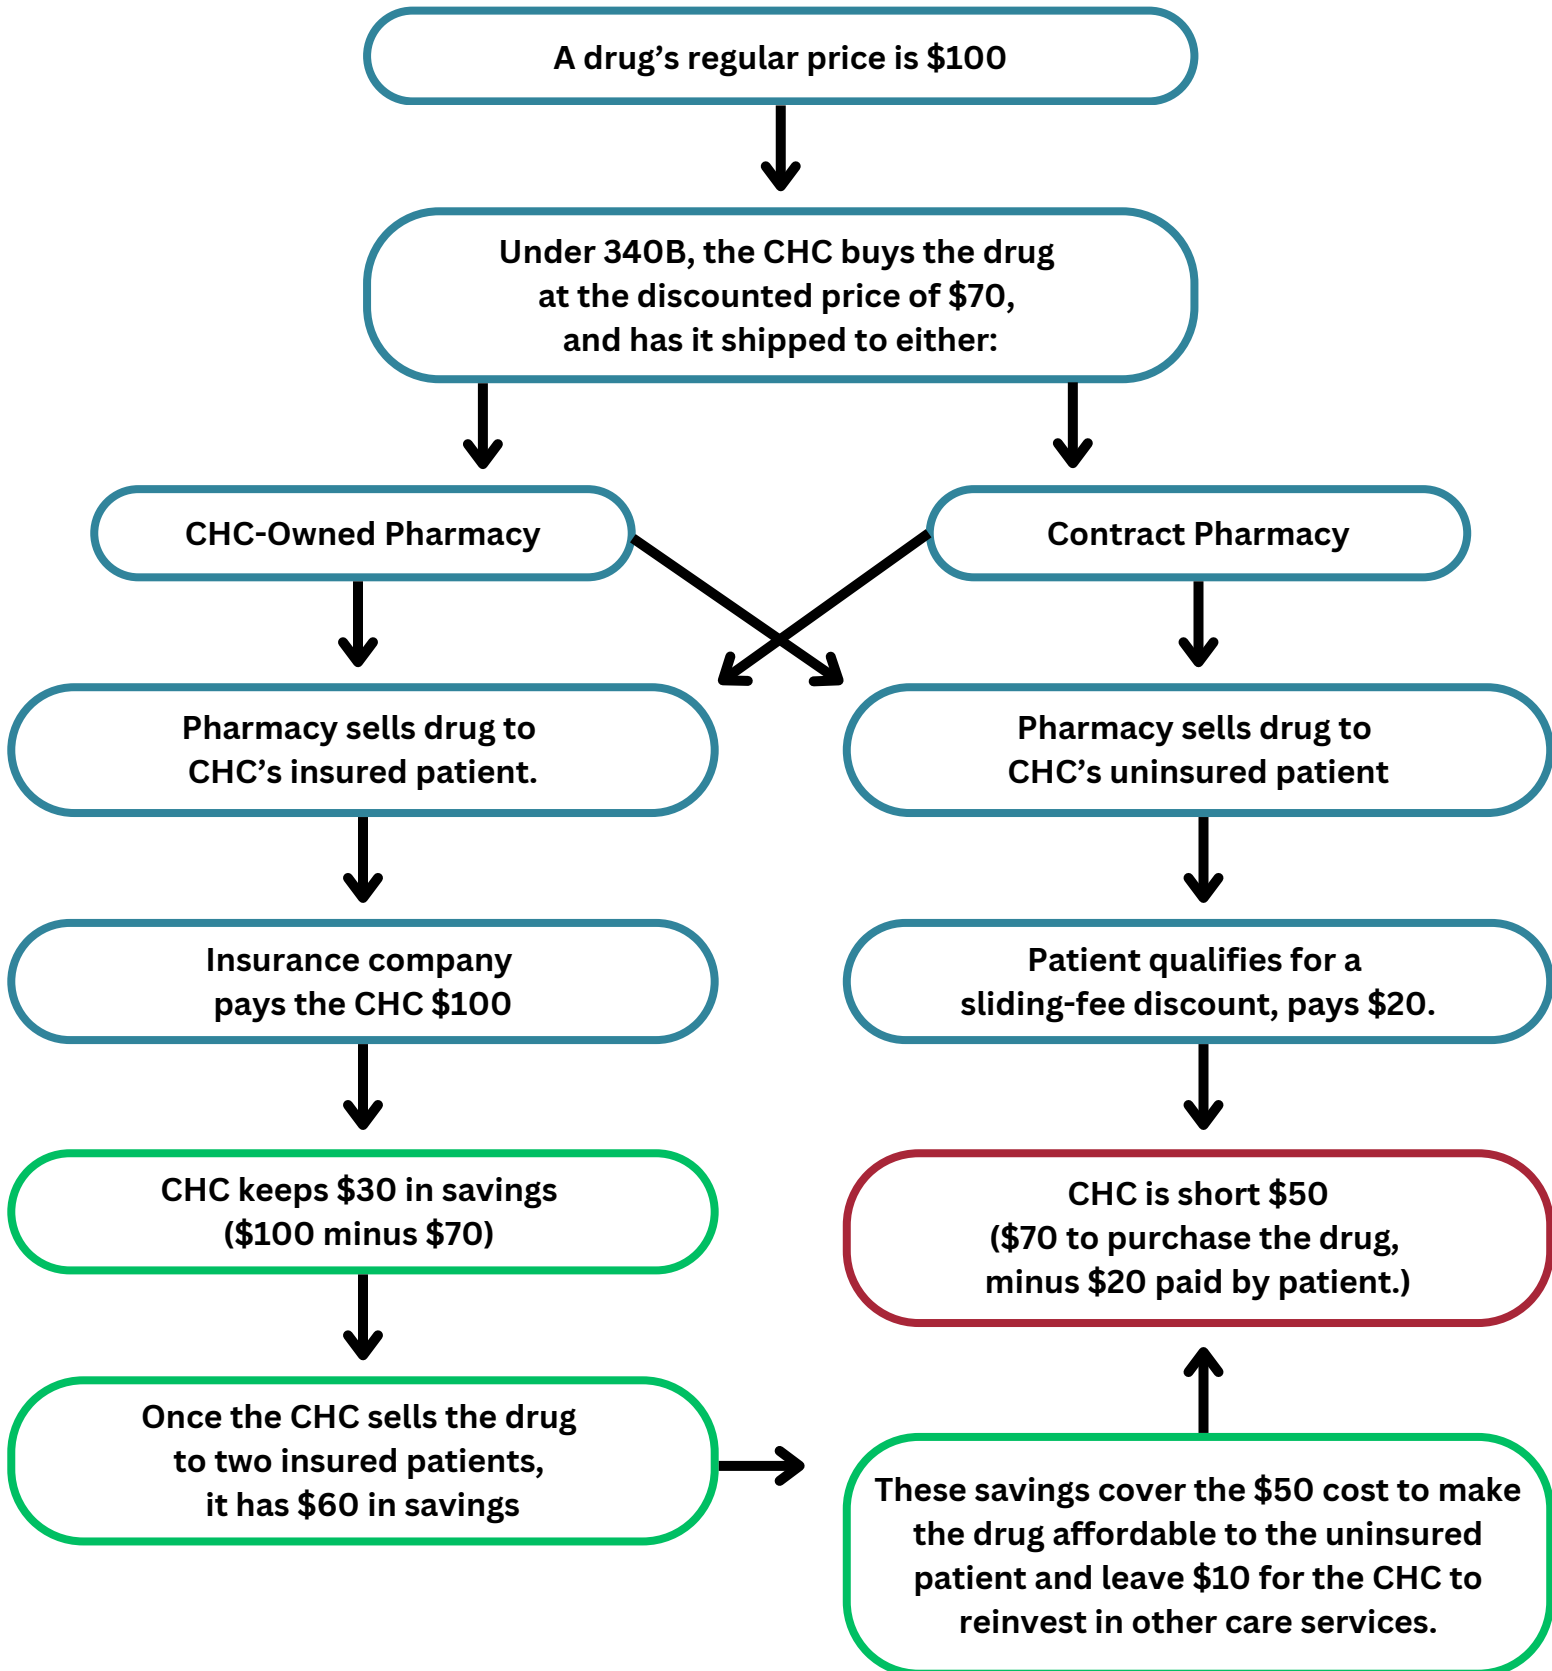 A drug’s regular price is $100
Under 340B, the CHC buys the drug
at the discounted price of $70,
and has it shipped to either:
CHC-Owned Pharmacy
Contract Pharmacy
Pharmacy sells drug to
CHC’s insured patient.
Pharmacy sells drug to
CHC’s uninsured patient
Insurance company
pays the CHC $100
Patient qualifies for a
sliding-fee discount, pays $20.
CHC keeps $30 in savings
($100 minus $70)
CHC is short $50
($70 to purchase the drug,
minus $20 paid by patient.)
Once the CHC sells the drug
to two insured patients,
it has $60 in savings
These savings cover the $50 cost to make
the drug affordable to the uninsured
patient and leave $10 for the CHC to
reinvest in other care services.